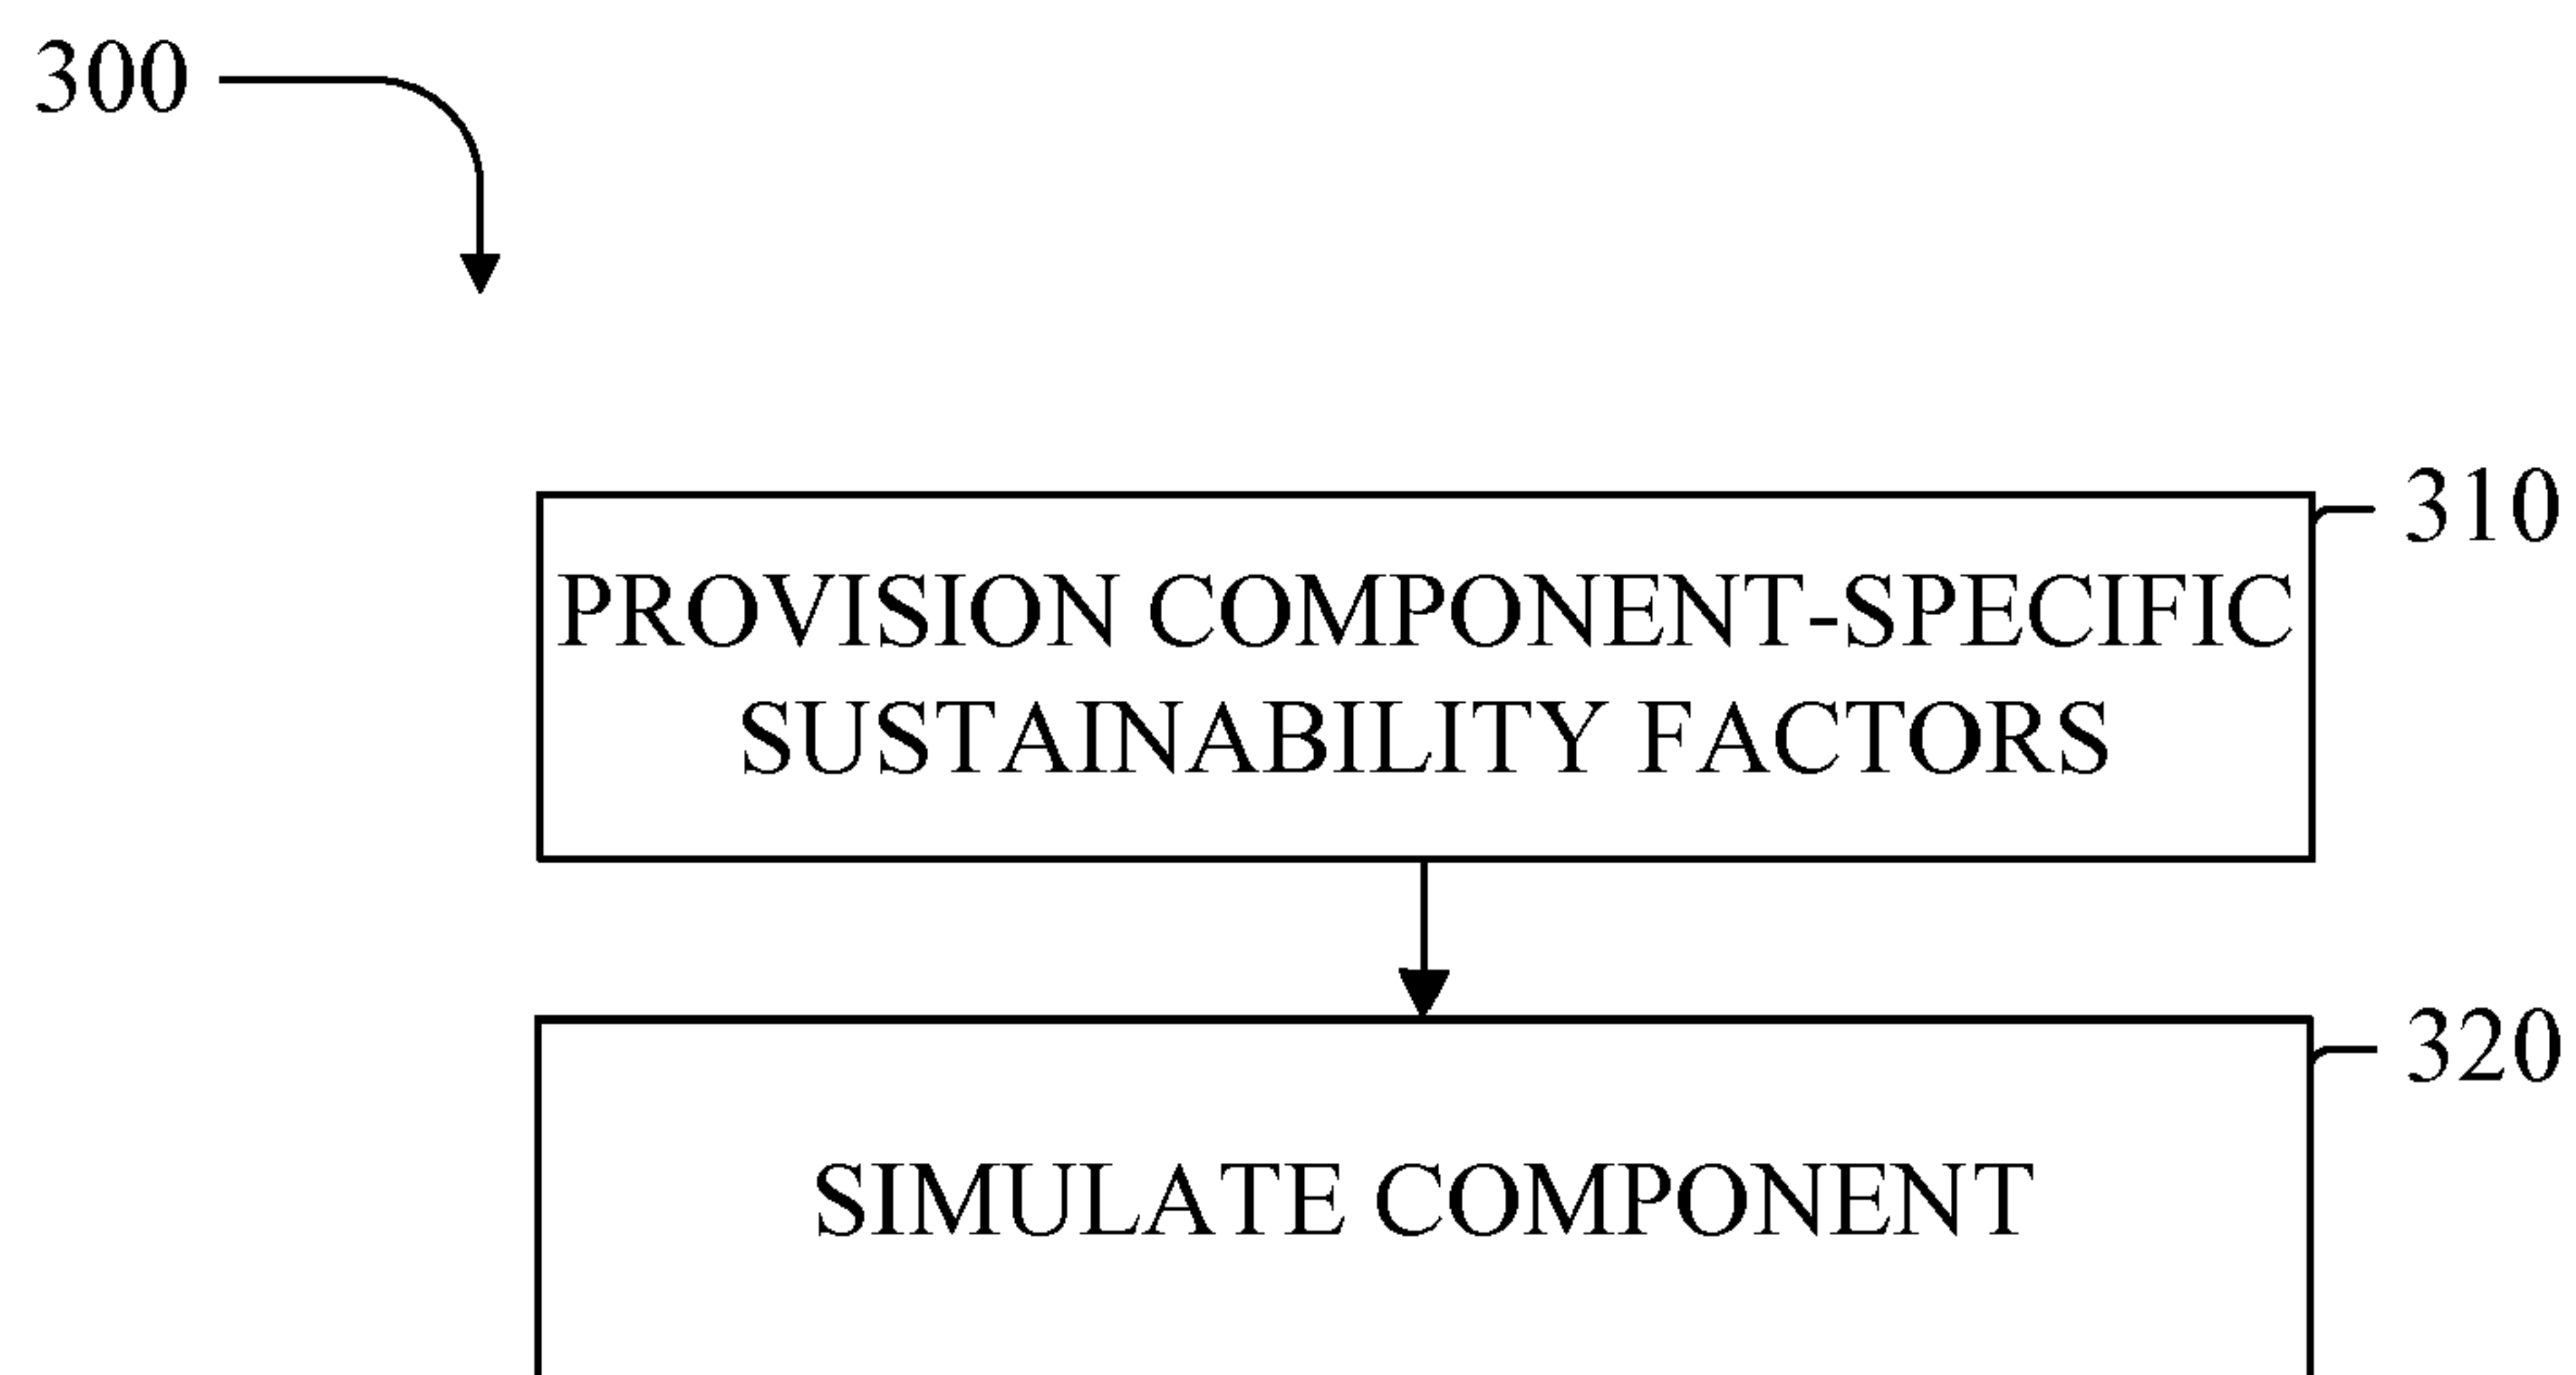 300
310
PROVISION COMPONENT-SPECIFIC
SUSTAINABILITY FACTORS
320
SIMULATE COMPONENT